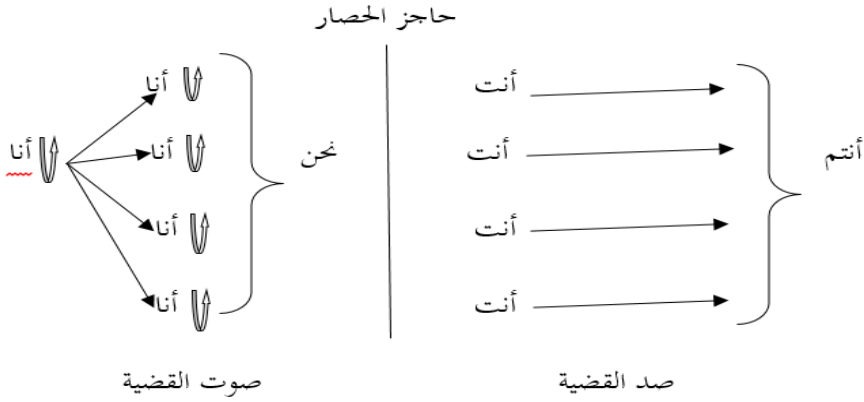 حاجز الحصار
أنت
أنت
أنت
أنت
أنتم
أنا
أنا
أنا
أنا
أنا
نحن
صد القضية
صوت القضية